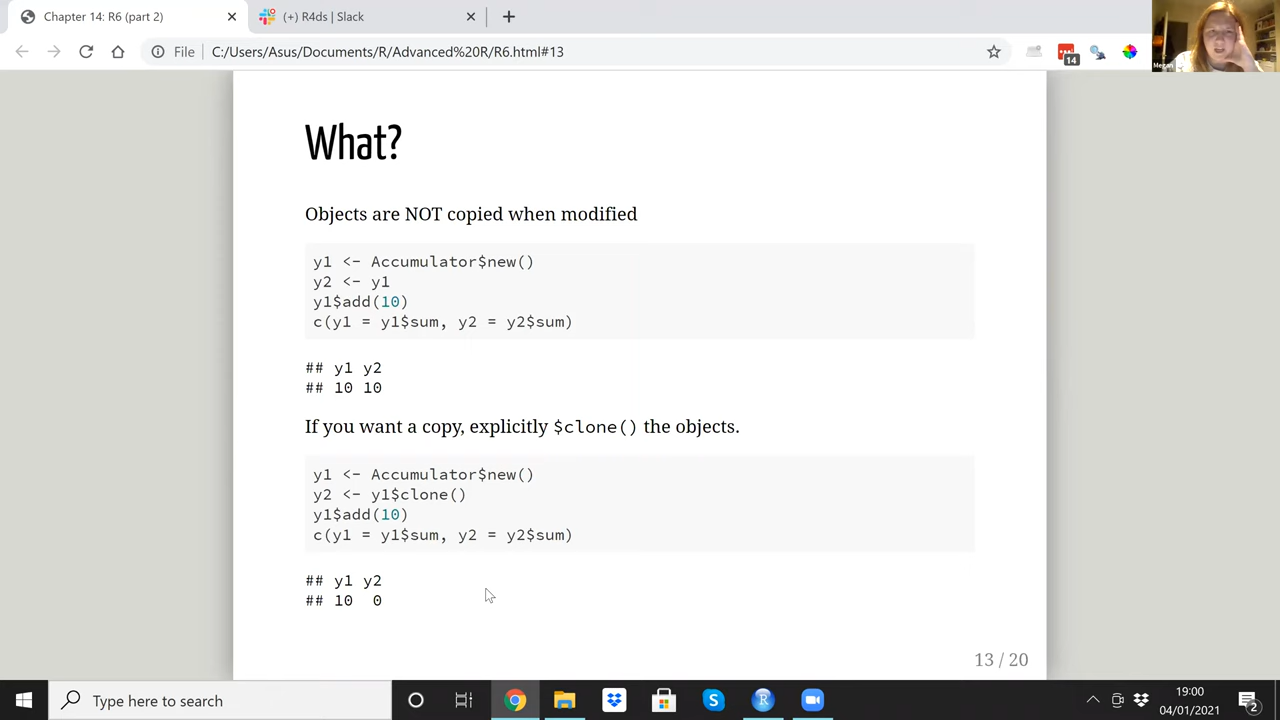 Chapter 14: R6 (part 2)
(+) R4ds | Slack
File
C:/Users/Asus/Documents/R/Advanced%20R/R6.html#13
14
Megan
What?
Objects are NOT copied when modified
y1 <- Accumulator$new()
y2 <- y1
y1$add(10)
c(y1 = y1$sum, y2 = y2$sum)
## y1 y2
## 10 10
If you want a copy, explicitly $clone() the objects.
y1 <- Accumulator$new()
y2 <- y1$clone()
y1$add(10)
c(y1 = y1$sum, y2 = y2$sum)
## y1 y2
## 10  0
13 / 20
Type here to search
19:00
04/01/2021
2